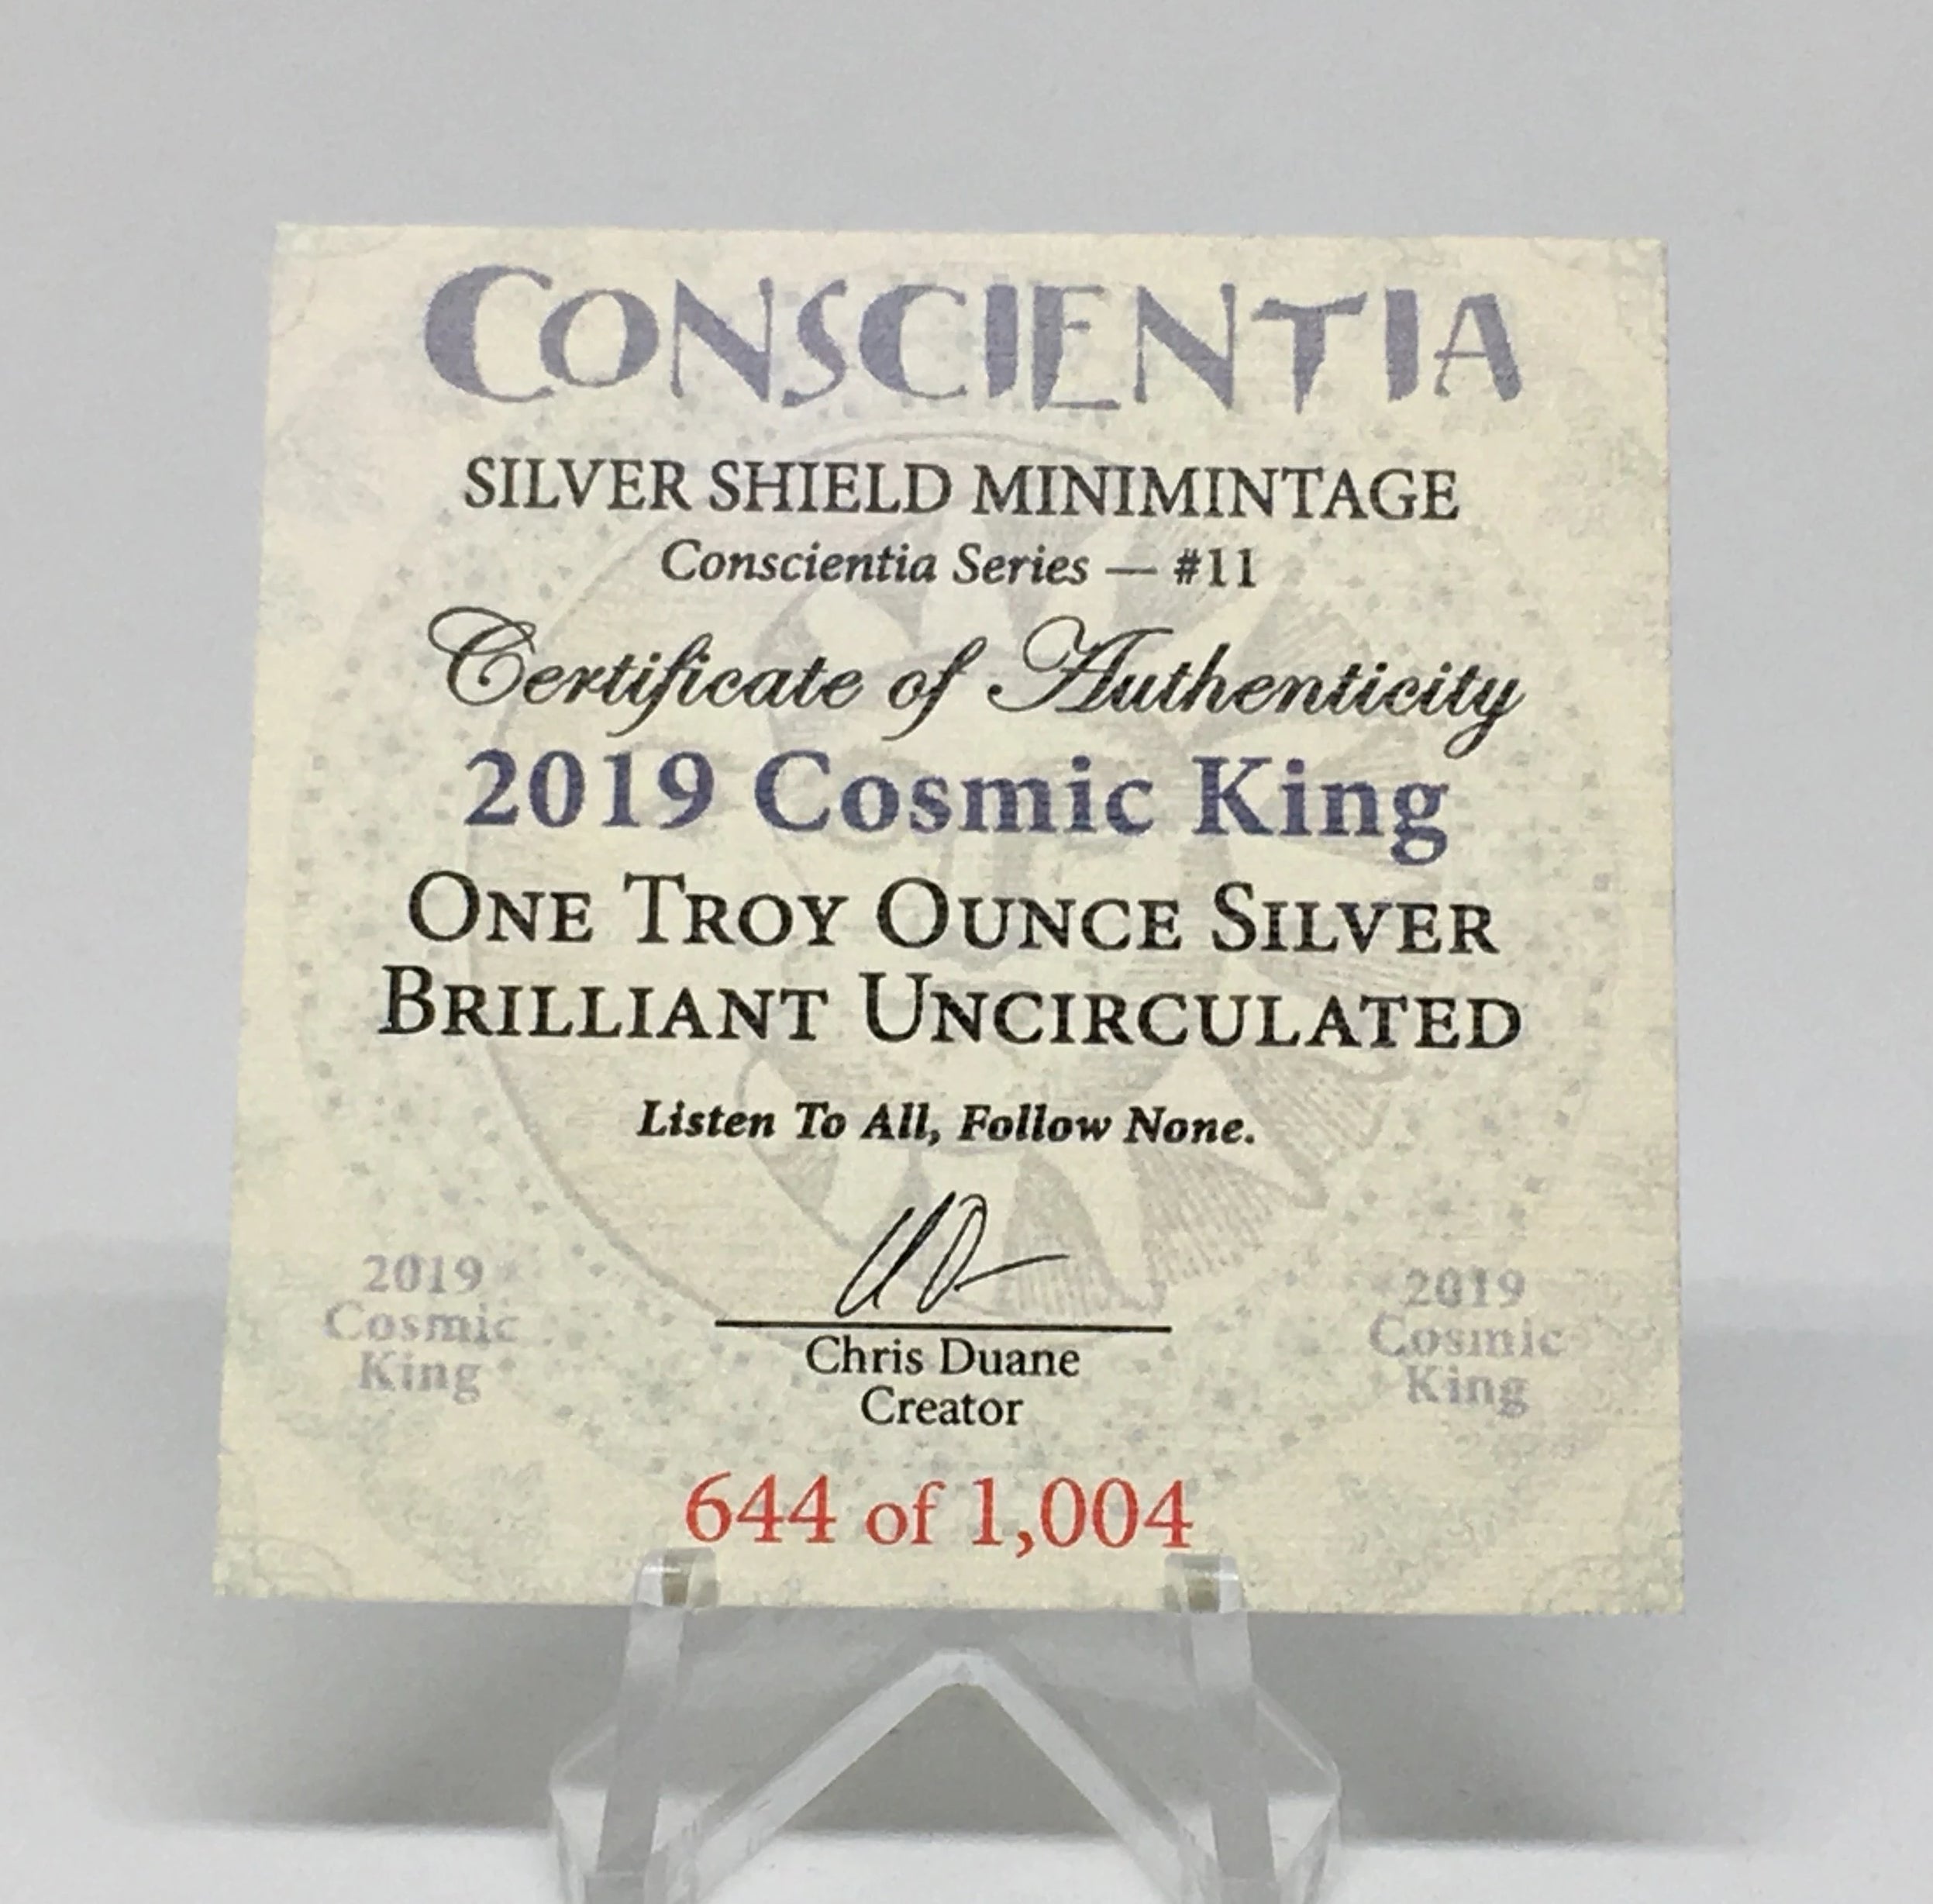 CONSCIENTIA
SILVER SHIELD MINIMINTAGE
Conscientia Series — #11
Certificate of Authenticity
2019 Cosmic King
ONE TROY OUNCE SILVER
BRILLIANT UNCIRCULATED
Listen To All, Follow None.
2019
Cosmic
King
Chris Duane
Creator
2019
Cosmic
King
644 of 1,004